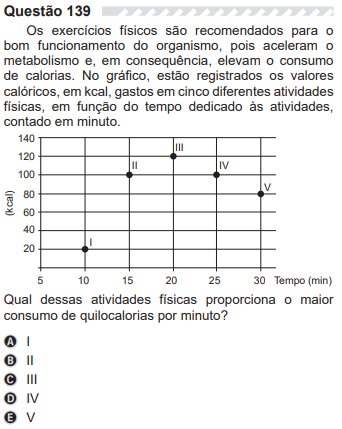 Questão 139
Os exercícios físicos são recomendados para o
bom funcionamento do organismo, pois aceleram o
metabolismo e, em consequência, elevam o consumo
de calorias. No gráfico, estão registrados os valores
calóricos, em kcal, gastos em cinco diferentes atividades
físicas, em função do tempo dedicado às atividades,
contado em minuto.
140
120
100
80
60
40
20
(kcal)
I
II
III
IV
V
5 10 15 20 25 30 Tempo (min)
Qual dessas atividades físicas proporciona o maior
consumo de quilocalorias por minuto?
A I
B II
C III
D IV
E V